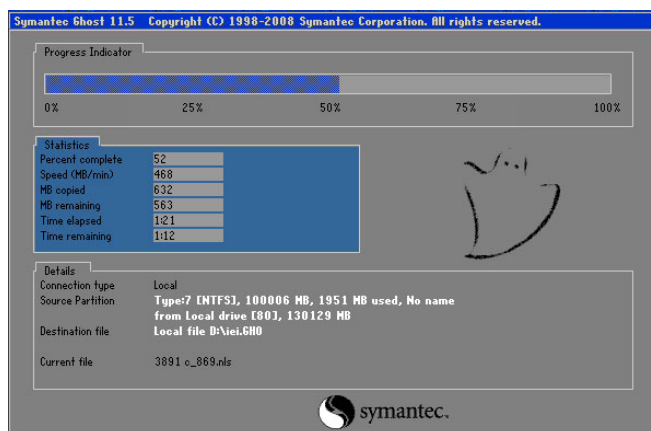 Symantec Ghost 11.5 Copyright (C) 1998-2008 Symantec Corporation. All rights reserved.
Progress Indicator
0% 25% 50% 75% 100%
Statistics
Percent complete 52
Speed (MB/min) 468
MB copied 632
MB remaining 563
Time elapsed 1:21
Time remaining 1:12
Details
Connection type Local
Source Partition Type:7 [NTFS], 100006 MB, 1951 MB used, No name
from Local drive [80], 130129 MB
Destination file Local file D:\iei.GHO
Current file 3891 c_869.nls
symantec.